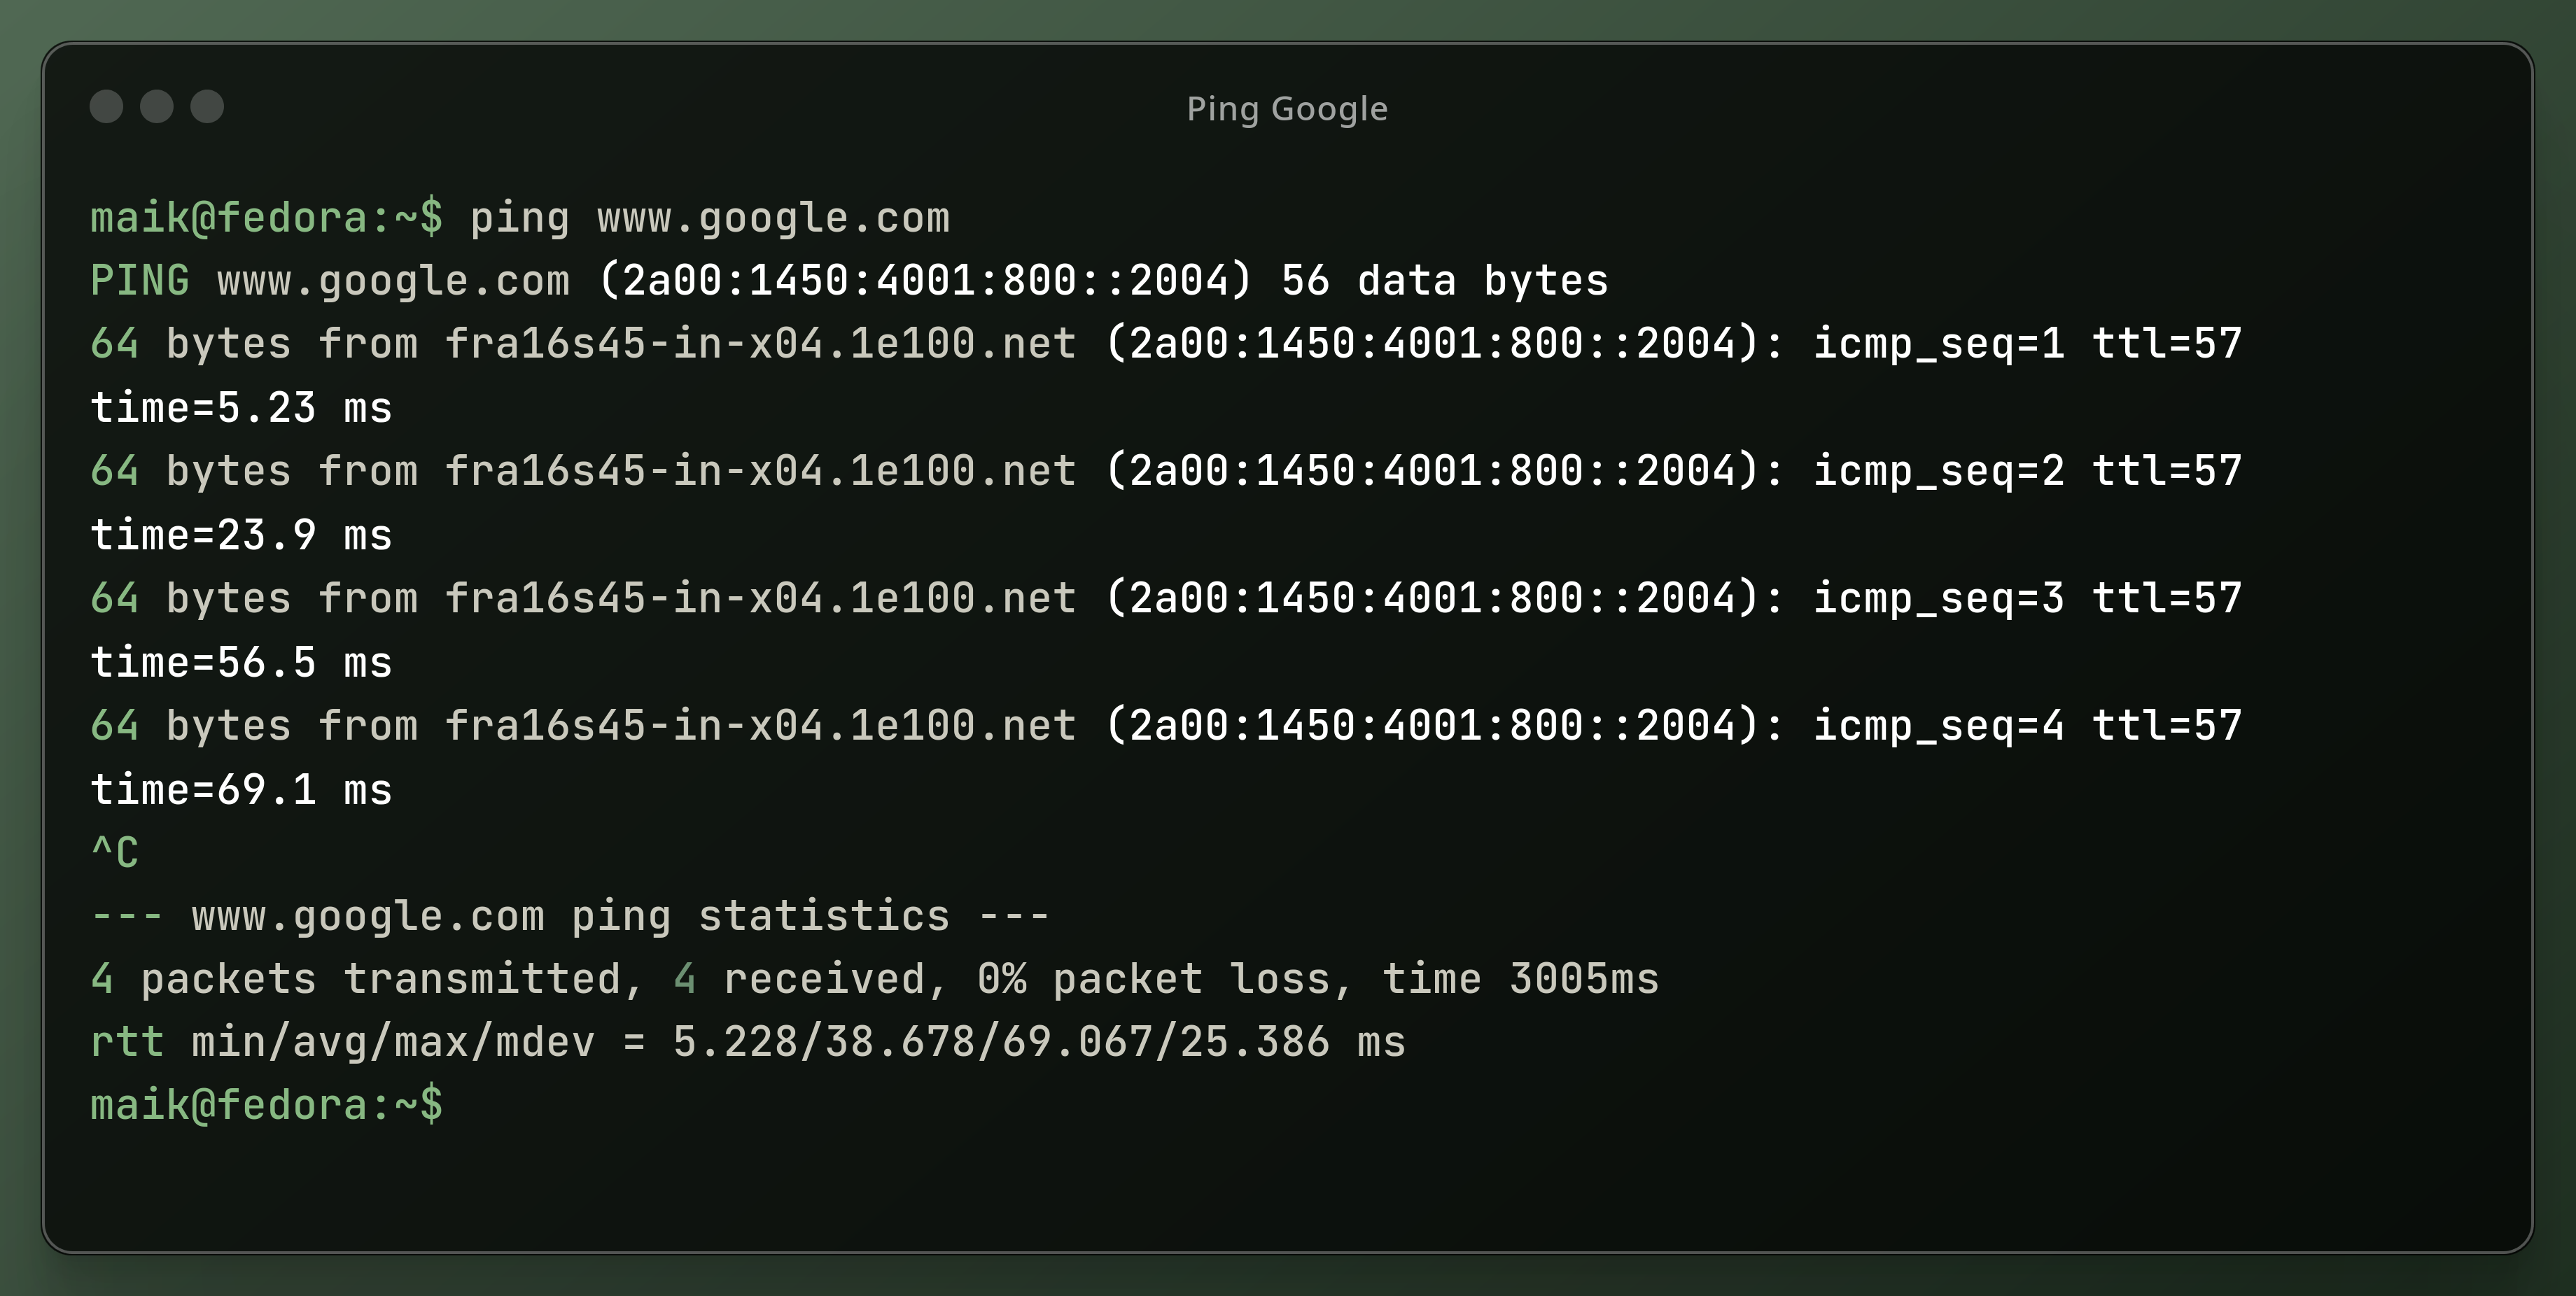 Ping Google
maik@fedora:~$ ping www.google.com
PING www.google.com (2a00:1450:4001:800::2004) 56 data bytes
64 bytes from fra16s45-in-x04.1e100.net (2a00:1450:4001:800::2004): icmp_seq=1 ttl=57
time=5.23 ms
64 bytes from fra16s45-in-x04.1e100.net (2a00:1450:4001:800::2004): icmp_seq=2 ttl=57
time=23.9 ms
64 bytes from fra16s45-in-x04.1e100.net (2a00:1450:4001:800::2004): icmp_seq=3 ttl=57
time=56.5 ms
64 bytes from fra16s45-in-x04.1e100.net (2a00:1450:4001:800::2004): icmp_seq=4 ttl=57
time=69.1 ms
^C
--- www.google.com ping statistics ---
4 packets transmitted, 4 received, 0% packet loss, time 3005ms
rtt min/avg/max/mdev = 5.228/38.678/69.067/25.386 ms
maik@fedora:~$